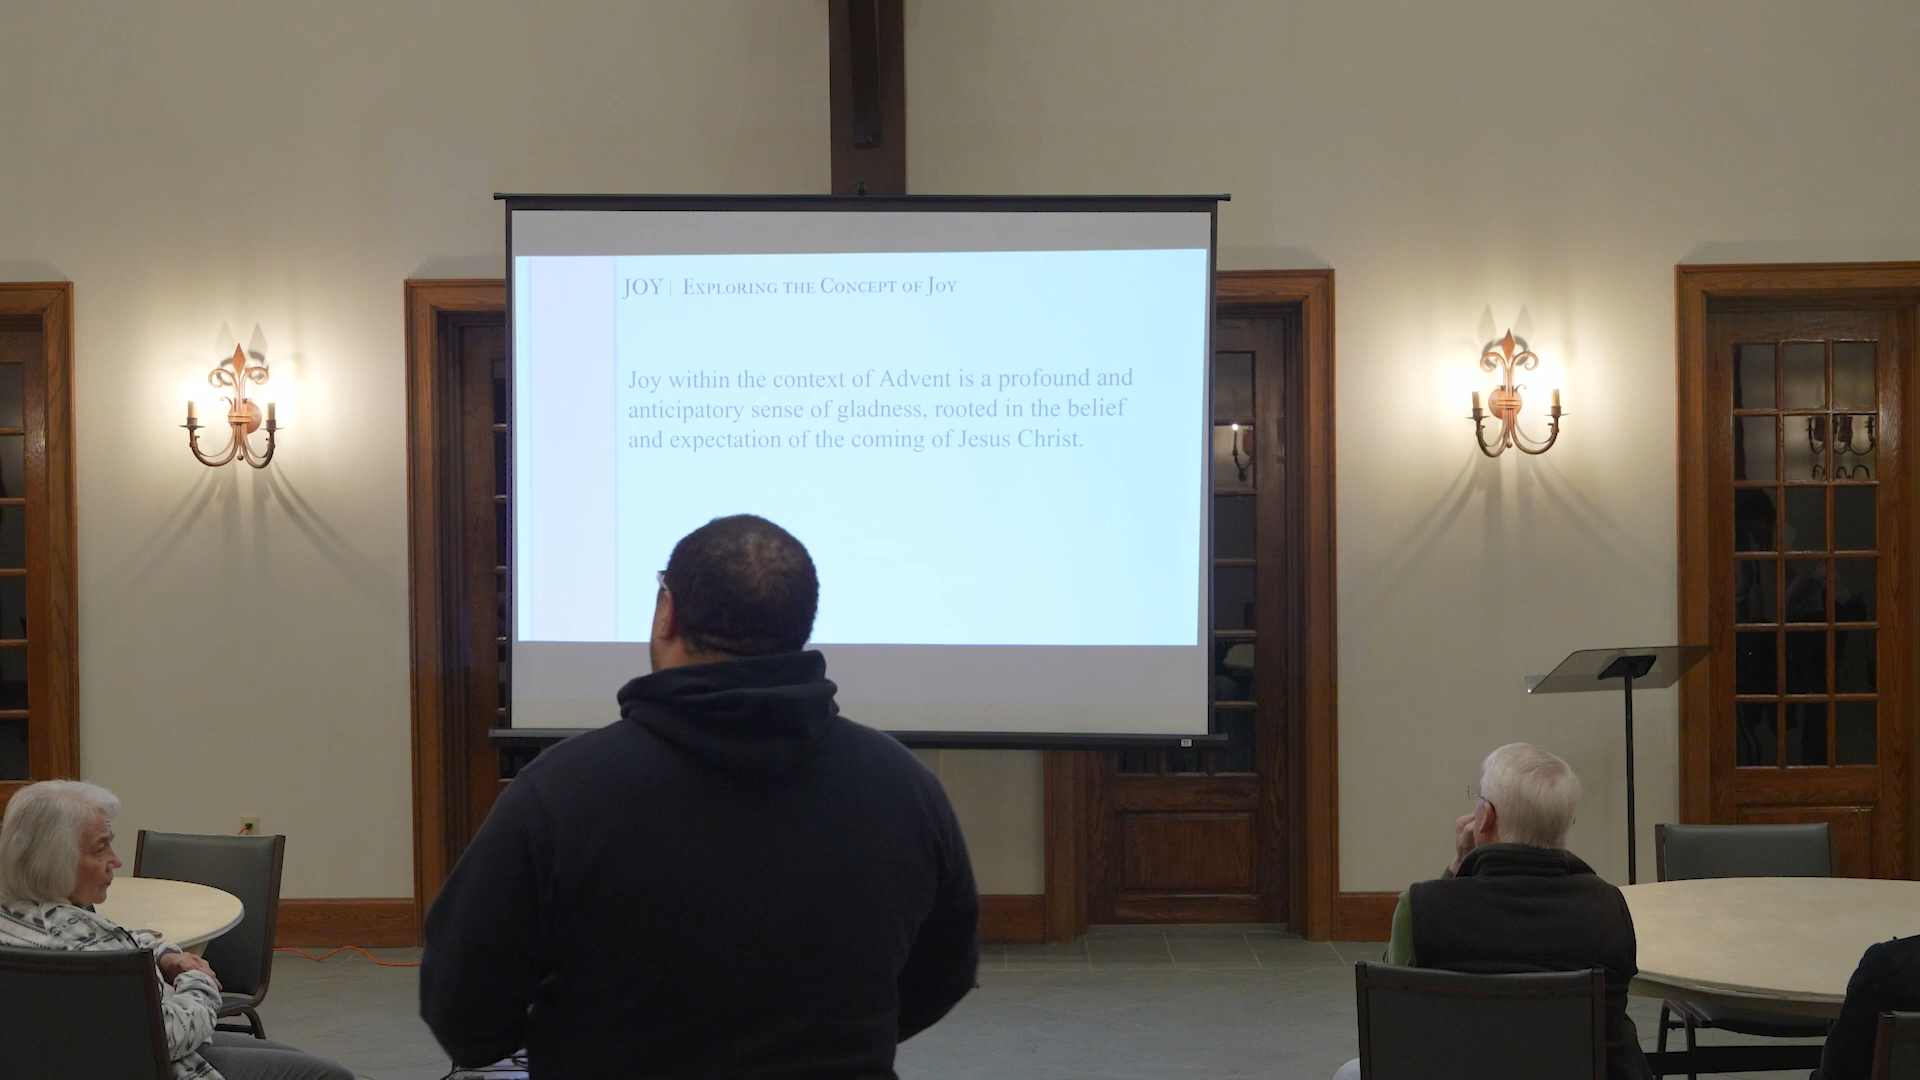 JOY | Exploring the Concept of Joy
Joy within the context of Advent is a profound and
anticipatory sense of gladness, rooted in the belief
and expectation of the coming of Jesus Christ.